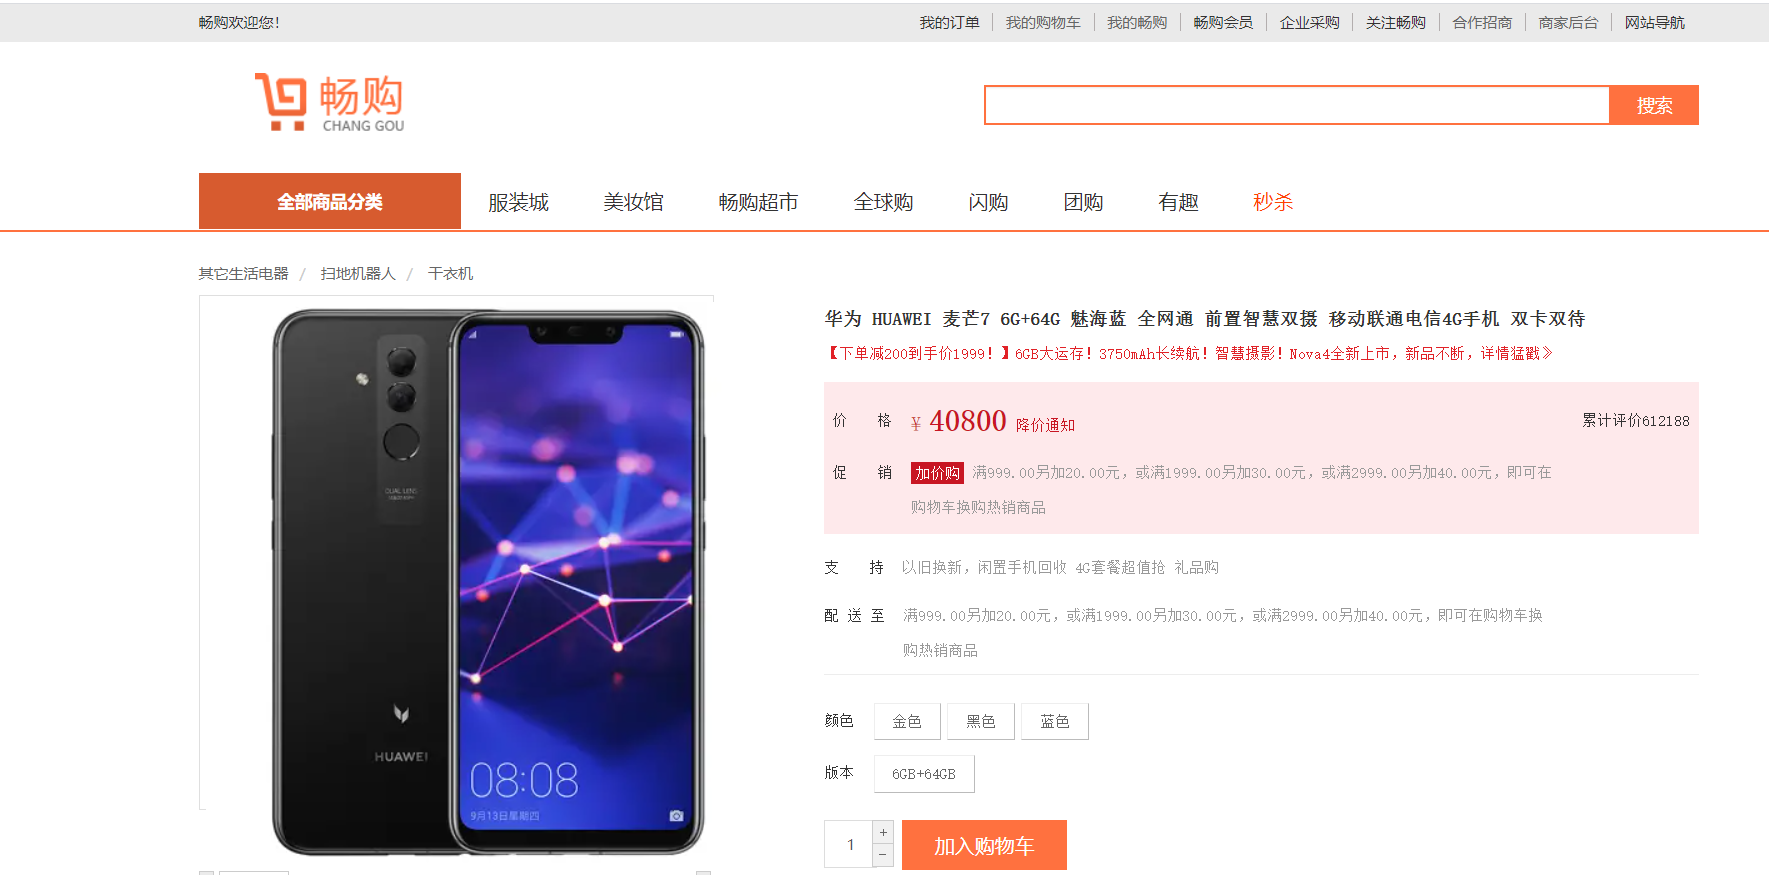 畅购欢迎您！
我的订单 我的购物车 我的畅购 畅购会员 企业采购 关注畅购 合作招商 商家后台 网站导航
畅购
CHANG GOU
搜索
全部商品分类 服装城 美妆馆 畅购超市 全球购 闪购 团购 有趣 秒杀
其它生活电器 / 扫地机器人 / 干衣机
DUAL LENS
HUAWEI
08:08
9月13日星期四
华为 HUAWEI 麦芒7 6G+64G 魅海蓝 全网通 前置智慧双摄 移动联通电信4G手机 双卡双待
【下单减200到手价1999！】6GB大运存！3750mAh长续航！智慧摄影！Nova4全新上市，新品不断，详情猛戳》
价 格 ¥ 40800 降价通知 累计评价612188
促 销 加价购 满999.00另加20.00元，或满1999.00另加30.00元，或满2999.00另加40.00元，即可在
购物车换购热销商品
支 持 以旧换新，闲置手机回收 4G套餐超值抢 礼品购
配 送 至 满999.00另加20.00元，或满1999.00另加30.00元，或满2999.00另加40.00元，即可在购物车换
购热销商品
颜色 金色 黑色 蓝色
版本 6GB+64GB
1 + -
加入购物车